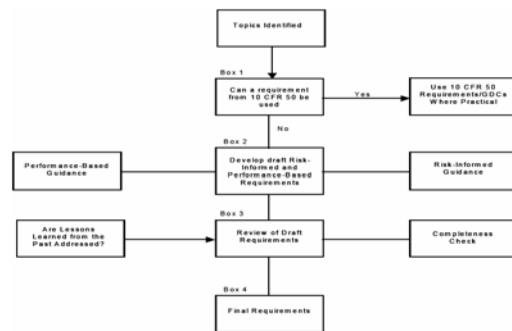 Topics Identified
Box 1
Can a requirement
from 10 CFR 50 be
used
Yes
Use 10 CFR 50
Requirements/GDCs
Where Practical
No
Box 2
Performance-Based
Guidance
Develop draft Risk-
Informed and
Performance-Based
Requirements
Risk-Informed
Guidance
Box 3
Are Lessons
Learned from the
Past Addressed?
Review of Draft
Requirements
Completeness
Check
Box 4
Final Requirements